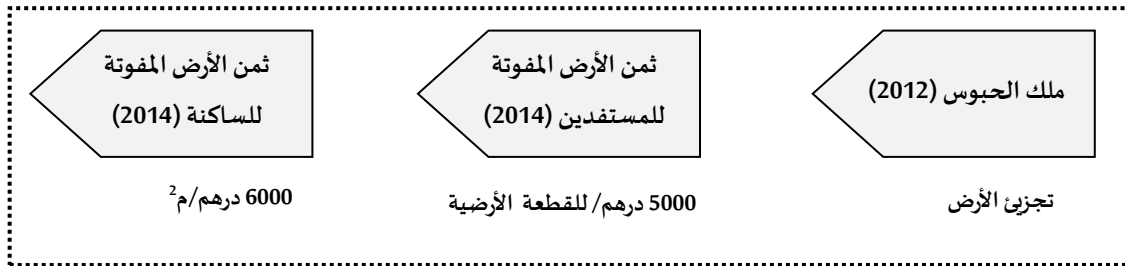 ملك الحبوس (2012)
ثمن الأرض المفوتة
للمستفدين (2014)
ثمن الأرض المفوتة
للساكنة (2014)
تجزيئ الأرض
5000 درهم/ للقطعة الأرضية
6000 درهم/م²